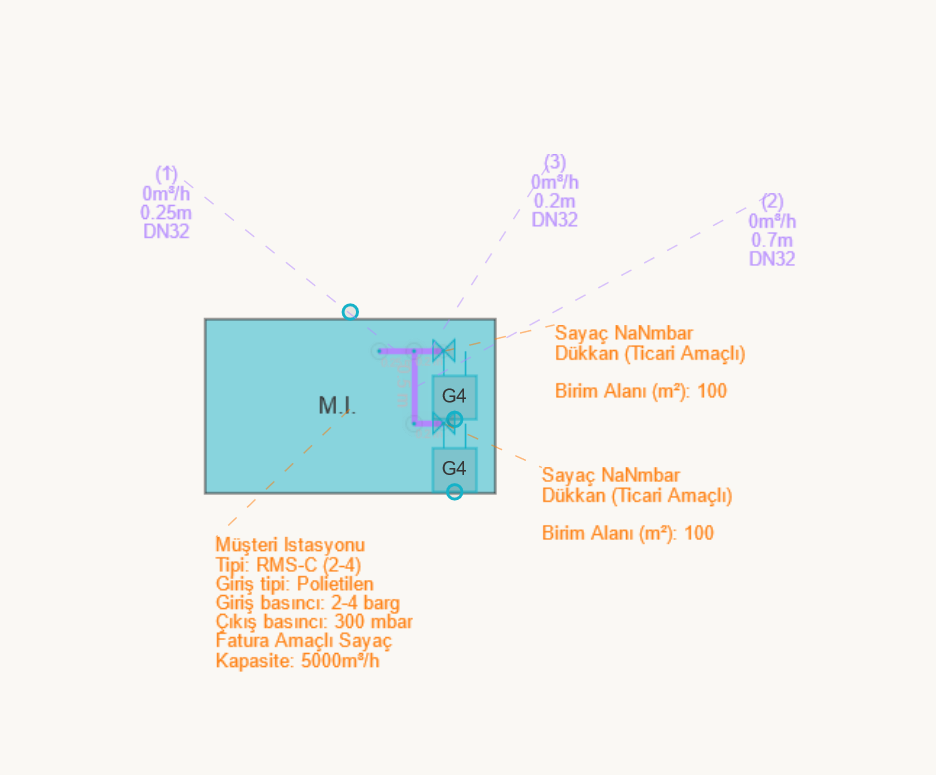 (1)
0m³/h
0.25m
DN32
(3)
0m³/h
0.2m
DN32
(2)
0m³/h
0.7m
DN32
Sayaç NaNmbar
Dükkan (Ticari Amaçlı)
Birim Alanı (m²): 100
G4
M.I.
G4
Sayaç NaNmbar
Dükkan (Ticari Amaçlı)
Birim Alanı (m²): 100
Müşteri Istasyonu
Tipi: RMS-C (2-4)
Giriş tipi: Polietilen
Giriş basıncı: 2-4 barg
Çıkış basıncı: 300 mbar
Fatura Amaçlı Sayaç
Kapasite: 5000m³/h